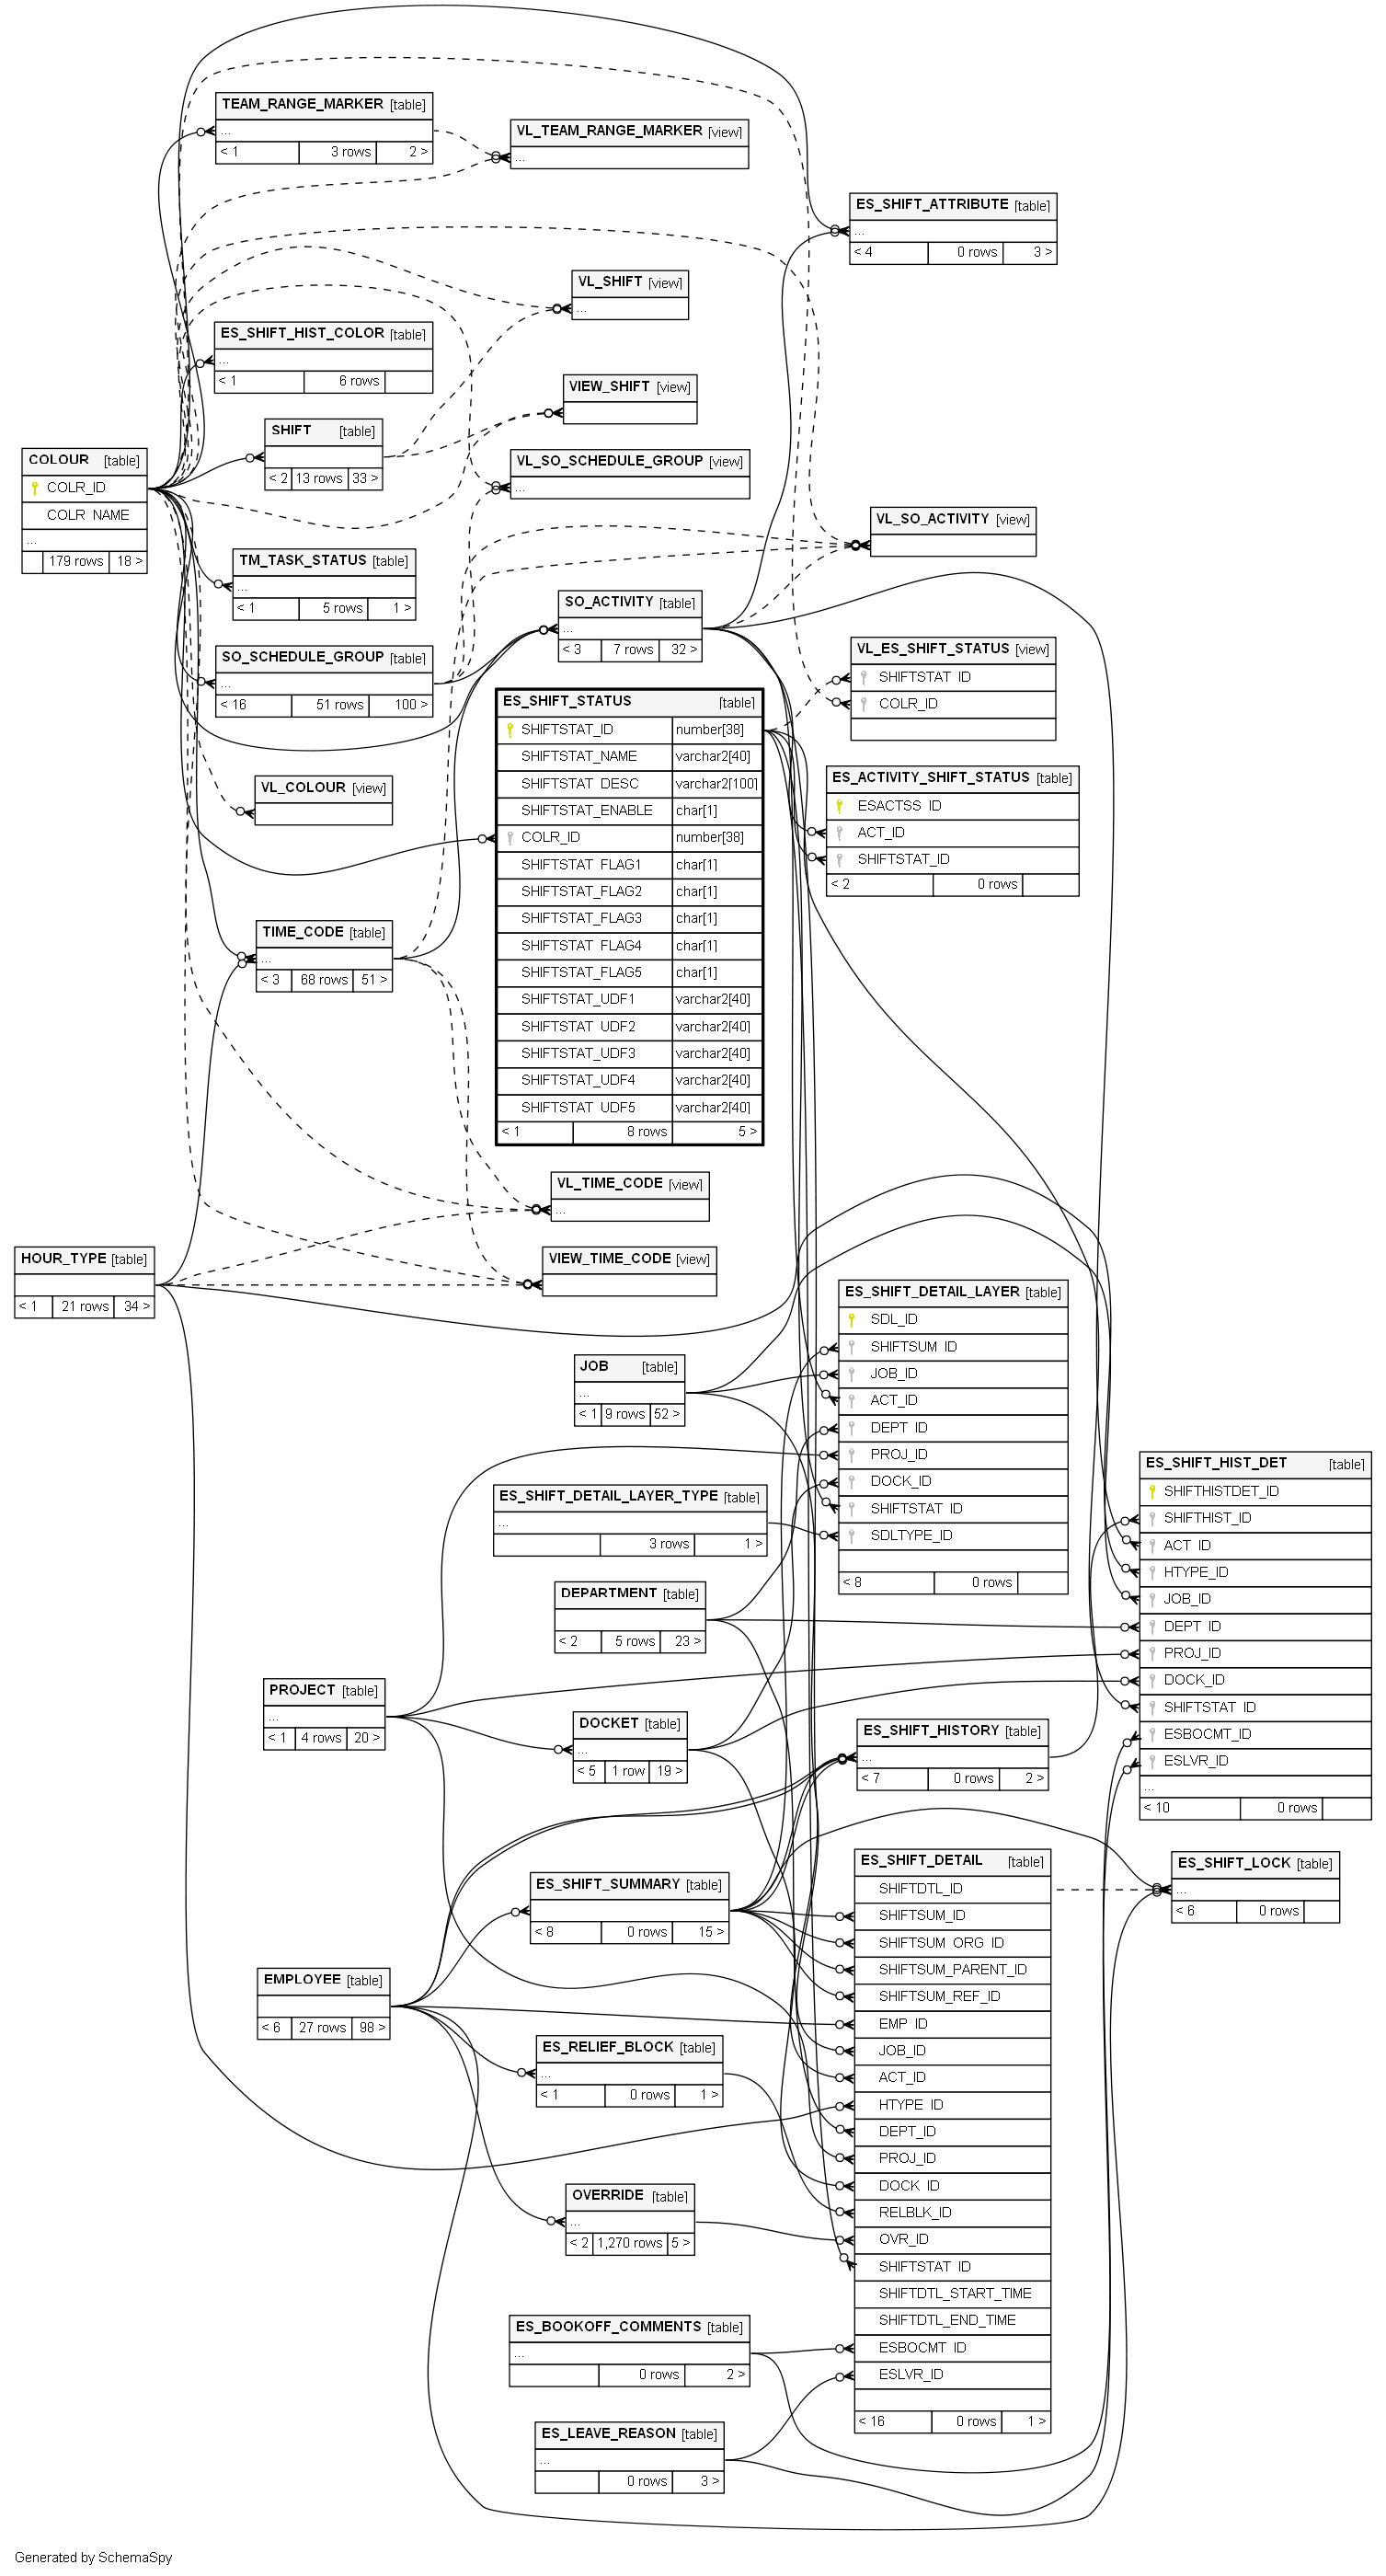 TEAM_RANGE_MARKER [table]
...
< 1 3 rows 2 >
VL_TEAM_RANGE_MARKER [view]
...
ES_SHIFT_ATTRIBUTE [table]
...
< 4 0 rows 3 >
VL_SHIFT [view]
...
ES_SHIFT_HIST_COLOR [table]
...
< 1 6 rows
VIEW_SHIFT [view]
SHIFT [table]
< 2 13 rows 33 >
COLOUR [table]
COLR_ID
COLR_NAME
...
179 rows 18 >
VL_SO_SCHEDULE_GROUP [view]
...
VL_SO_ACTIVITY [view]
TM_TASK_STATUS [table]
...
< 1 5 rows 1 >
SO_ACTIVITY [table]
...
< 3 7 rows 32 >
SO_SCHEDULE_GROUP [table]
...
< 16 51 rows 100 >
VL_ES_SHIFT_STATUS [view]
SHIFTSTAT_ID
COLR_ID
ES_SHIFT_STATUS [table]
SHIFTSTAT_ID number[38]
SHIFTSTAT_NAME varchar2[40]
SHIFTSTAT_DESC varchar2[100]
SHIFTSTAT_ENABLE char[1]
COLR_ID number[38]
SHIFTSTAT_FLAG1 char[1]
SHIFTSTAT_FLAG2 char[1]
SHIFTSTAT_FLAG3 char[1]
SHIFTSTAT_FLAG4 char[1]
SHIFTSTAT_FLAG5 char[1]
SHIFTSTAT_UDF1 varchar2[40]
SHIFTSTAT_UDF2 varchar2[40]
SHIFTSTAT_UDF3 varchar2[40]
SHIFTSTAT_UDF4 varchar2[40]
SHIFTSTAT_UDF5 varchar2[40]
< 1 8 rows 5 >
ES_ACTIVITY_SHIFT_STATUS [table]
ESACTSS_ID
ACT_ID
SHIFTSTAT_ID
< 2 0 rows
VL_COLOUR [view]
TIME_CODE [table]
...
< 3 68 rows 51 >
VL_TIME_CODE [view]
...
HOUR_TYPE [table]
< 1 21 rows 34 >
VIEW_TIME_CODE [view]
ES_SHIFT_DETAIL_LAYER [table]
SDL_ID
SHIFTSUM_ID
JOB_ID
ACT_ID
DEPT_ID
PROJ_ID
DOCK_ID
SHIFTSTAT_ID
SDLTYPE_ID
< 8 0 rows
JOB [table]
...
< 1 9 rows 52 >
ES_SHIFT_HIST_DET [table]
SHIFTHISTDET_ID
SHIFTHIST_ID
ACT_ID
HTYPE_ID
JOB_ID
DEPT_ID
PROJ_ID
DOCK_ID
SHIFTSTAT_ID
ESBOCMT_ID
ESLVR_ID
...
< 10 0 rows
ES_SHIFT_DETAIL_LAYER_TYPE [table]
...
3 rows 1 >
DEPARTMENT [table]
< 2 5 rows 23 >
PROJECT [table]
...
< 1 4 rows 20 >
DOCKET [table]
...
< 5 1 row 19 >
ES_SHIFT_HISTORY [table]
...
< 7 0 rows 2 >
ES_SHIFT_DETAIL [table]
SHIFTDTL_ID
SHIFTSUM_ID
SHIFTSUM_ORG_ID
SHIFTSUM_PARENT_ID
SHIFTSUM_REF_ID
EMP_ID
JOB_ID
ACT_ID
HTYPE_ID
DEPT_ID
PROJ_ID
DOCK_ID
RELBLK_ID
OVR_ID
SHIFTSTAT_ID
SHIFTDTL_START_TIME
SHIFTDTL_END_TIME
ESBOCMT_ID
ESLVR_ID
< 16 0 rows 1 >
ES_SHIFT_LOCK [table]
...
< 6 0 rows
ES_SHIFT_SUMMARY [table]
< 8 0 rows 15 >
EMPLOYEE [table]
< 6 27 rows 98 >
ES_RELIEF_BLOCK [table]
...
< 1 0 rows 1 >
OVERRIDE [table]
...
< 2 1,270 rows 5 >
ES_BOOKOFF_COMMENTS [table]
...
0 rows 2 >
ES_LEAVE_REASON [table]
...
0 rows 3 >
Generated by SchemaSpy